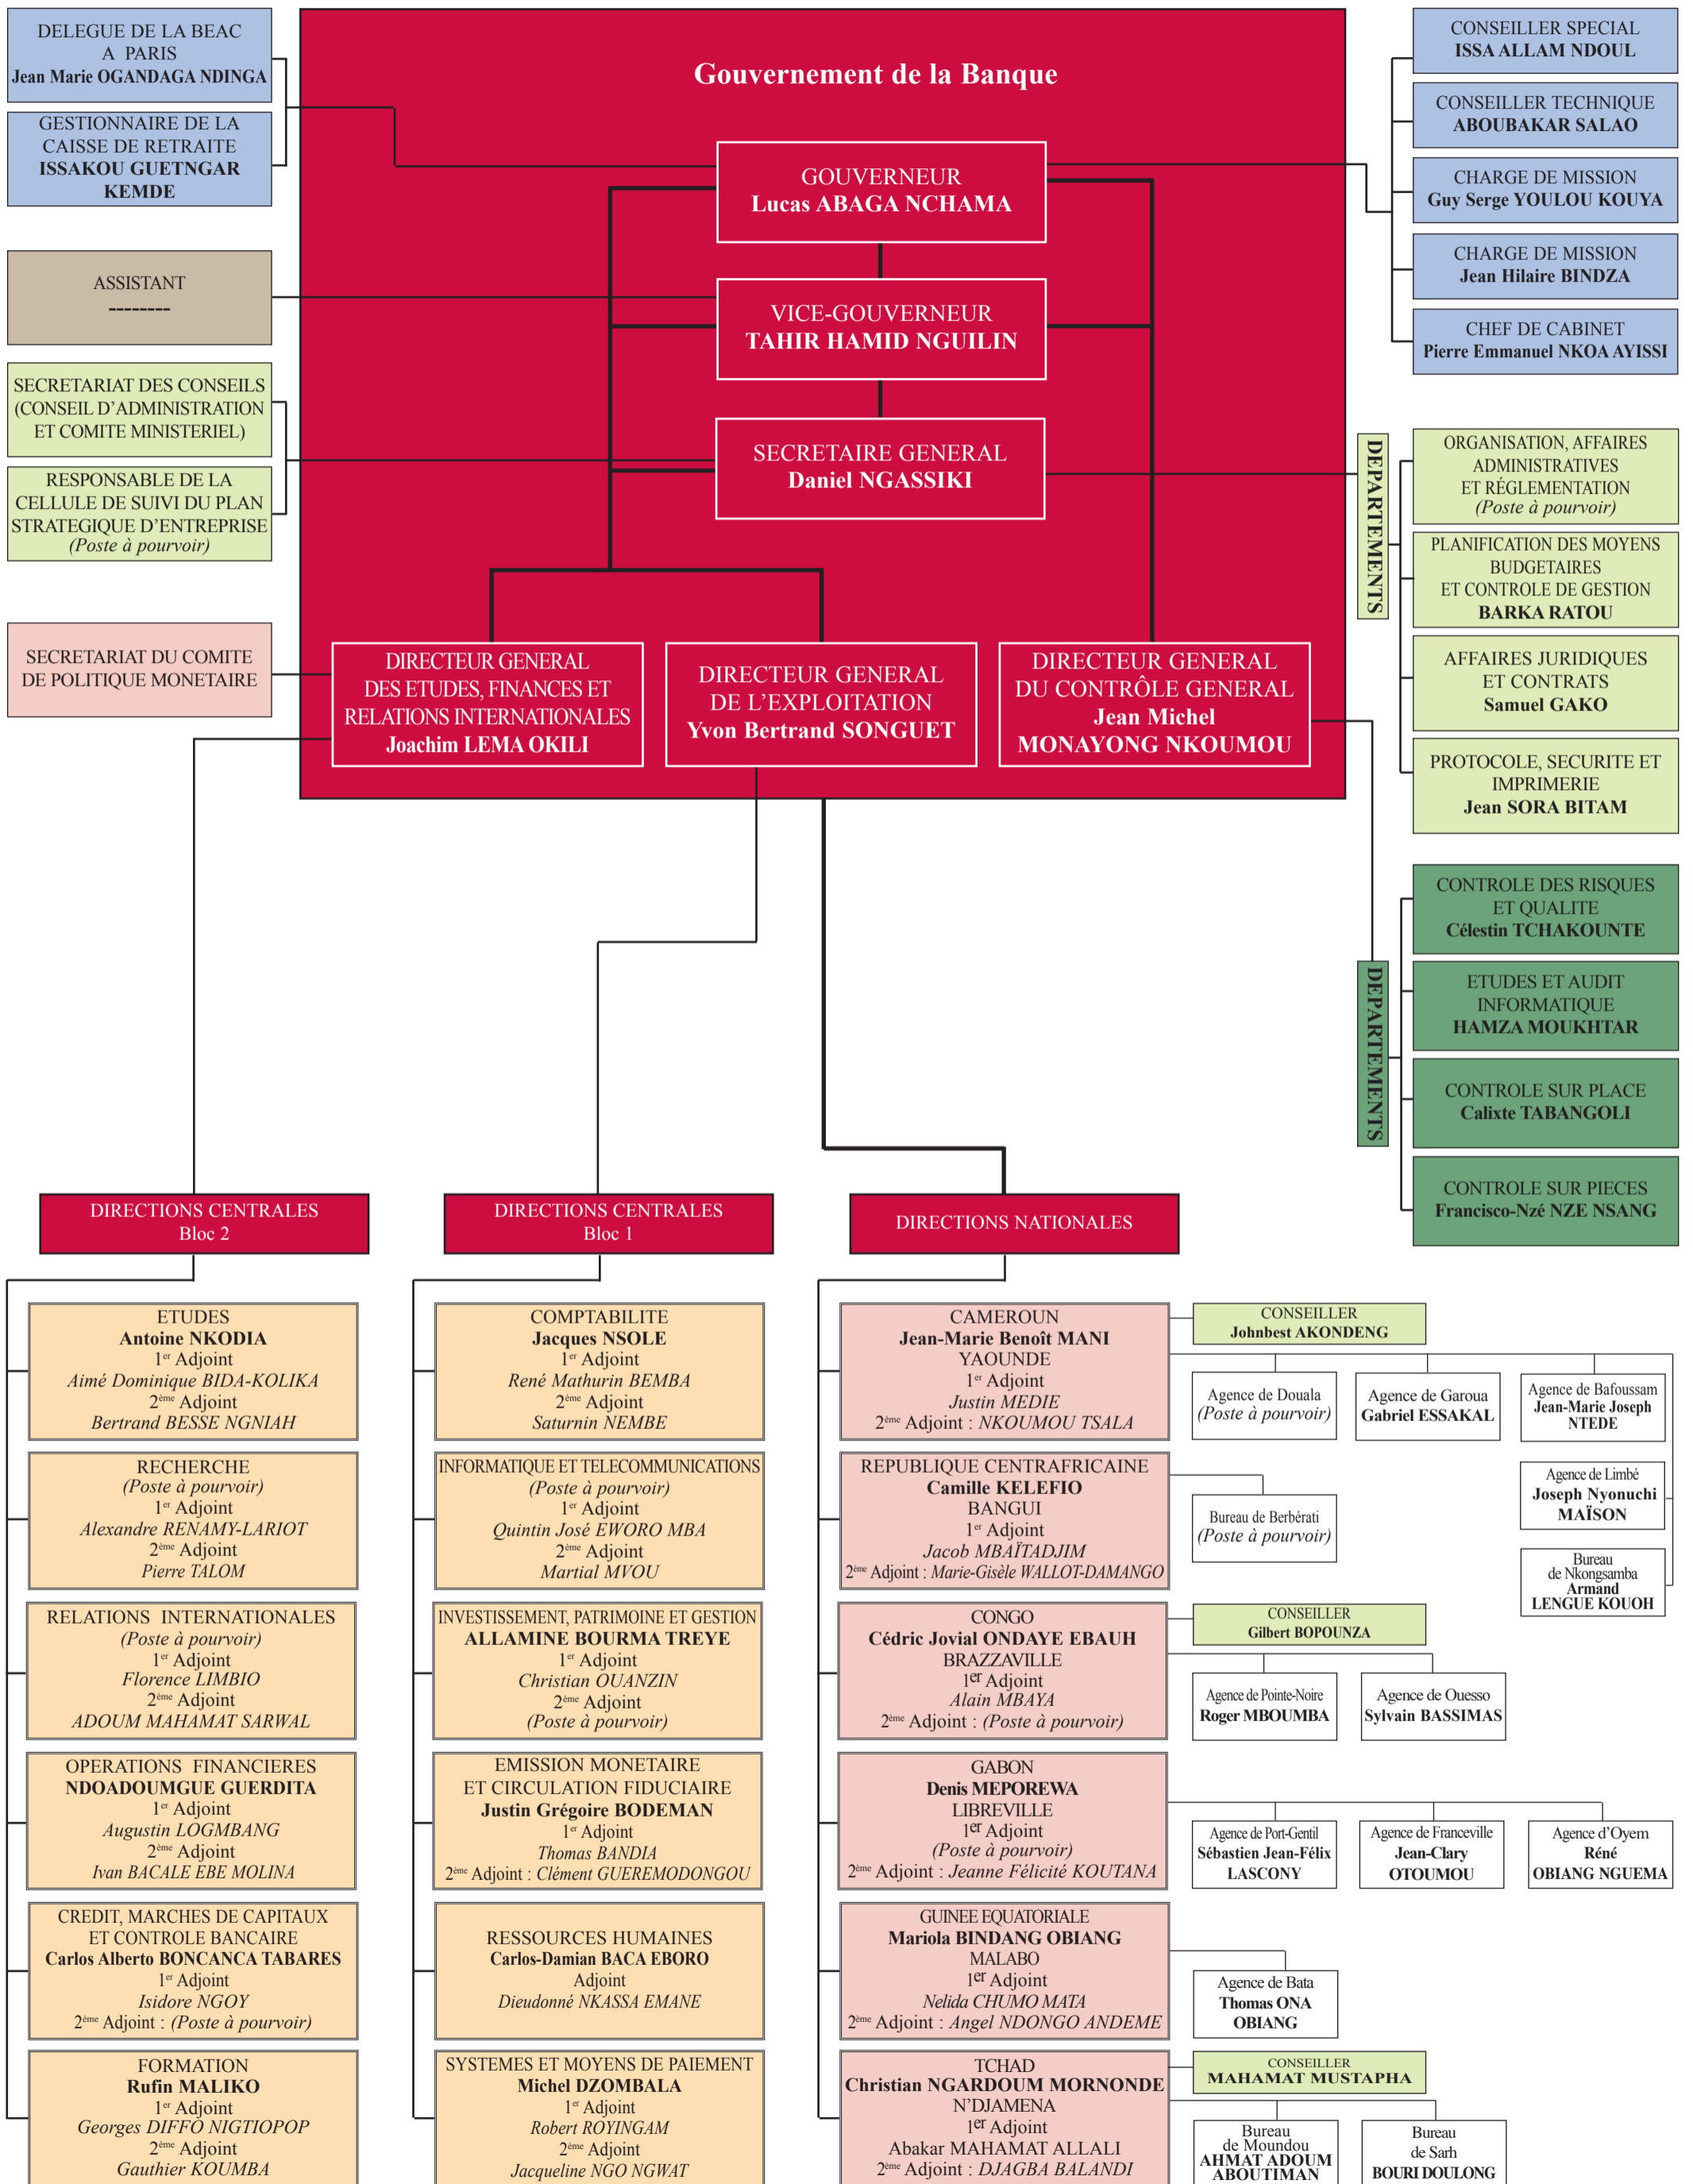 DELEGUE DE LA BEAC
A PARIS
Jean Marie OGANDAGA NDINGA
GESTIONNAIRE DE LA
CAISSE DE RETRAITE
ISSAKOU GUETNGAR
KEMDE
ASSISTANT
--------
SECRETARIAT DES CONSEILS
(CONSEIL D'ADMINISTRATION
ET COMITE MINISTERIEL)
RESPONSABLE DE LA
CELLULE DE SUIVI DU PLAN
STRATEGIQUE D'ENTREPRISE
(Poste à pourvoir)
SECRETARIAT DU COMITE
DE POLITIQUE MONETAIRE
Gouvernement de la Banque
GOUVERNEUR
Lucas ABAGA NCHAMA
VICE-GOUVERNEUR
TAHIR HAMID NGUILIN
SECRETAIRE GENERAL
Daniel NGASSIKI
DIRECTEUR GENERAL
DES ETUDES, FINANCES ET
RELATIONS INTERNATIONALES
Joachim LEMA OKILI
DIRECTEUR GENERAL
DE L'EXPLOITATION
Yvon Bertrand SONGUET
DIRECTEUR GENERAL
DU CONTRÔLE GENERAL
Jean Michel
MONAYONG NKOUMOU
CONSEILLER SPECIAL
ISSA ALLAM NDOUL
CONSEILLER TECHNIQUE
ABOUBAKAR SALAO
CHARGE DE MISSION
Guy Serge YOULOU KOUYA
CHARGE DE MISSION
Jean Hilaire BINDZA
CHEF DE CABINET
Pierre Emmanuel NKOA AYISSI
DEPARTEMENTS
ORGANISATION, AFFAIRES
ADMINISTRATIVES
ET RÉGLEMENTATION
(Poste à pourvoir)
PLANIFICATION DES MOYENS
BUDGETAIRES
ET CONTROLE DE GESTION
BARKA RATOU
AFFAIRES JURIDIQUES
ET CONTRATS
Samuel GAKO
PROTOCOLE, SECURITE ET
IMPRIMERIE
Jean SORA BITAM
DEPARTEMENTS
CONTROLE DES RISQUES
ET QUALITE
Célestin TCHAKOUNTE
ETUDES ET AUDIT
INFORMATIQUE
HAMZA MOUKHTAR
CONTROLE SUR PLACE
Calixte TABANGOLI
CONTROLE SUR PIECES
Francisco-Nzé NZE NSANG
DIRECTIONS CENTRALES
Bloc 2
ETUDES
Antoine NKODIA
1er Adjoint
Aimé Dominique BIDA-KOLIKA
2ème Adjoint
Bertrand BESSE NGNIAH
RECHERCHE
(Poste à pourvoir)
1er Adjoint
Alexandre RENAMY-LARIOT
2ème Adjoint
Pierre TALOM
RELATIONS INTERNATIONALES
(Poste à pourvoir)
1er Adjoint
Florence LIMBIO
2ème Adjoint
ADOUM MAHAMAT SARWAL
OPERATIONS FINANCIERES
NDOADOUMGUE GUERDITA
1er Adjoint
Augustin LOGMBANG
2ème Adjoint
Ivan BACALE EBE MOLINA
CREDIT, MARCHES DE CAPITAUX
ET CONTROLE BANCAIRE
Carlos Alberto BONCANCA TABARES
1er Adjoint
Isidore NGOY
2ème Adjoint : (Poste à pourvoir)
FORMATION
Rufin MALIKO
1er Adjoint
Georges DIFFO NIGTIOPOP
2ème Adjoint
Gauthier KOUMBA
DIRECTIONS CENTRALES
Bloc 1
COMPTABILITE
Jacques NSOLE
1er Adjoint
René Mathurin BEMBA
2ème Adjoint
Saturnin NEMBE
INFORMATIQUE ET TELECOMMUNICATIONS
(Poste à pourvoir)
1er Adjoint
Quintin José EWORO MBA
2ème Adjoint
Martial MVOU
INVESTISSEMENT, PATRIMOINE ET GESTION
ALLAMINE BOURMA TREYE
1er Adjoint
Christian OUANZIN
2ème Adjoint
(Poste à pourvoir)
EMISSION MONETAIRE
ET CIRCULATION FIDUCIAIRE
Justin Grégoire BODEMAN
1er Adjoint
Thomas BANDIA
2ème Adjoint : Clément GUEREMODONGOU
RESSOURCES HUMAINES
Carlos-Damian BACA EBORO
Adjoint
Dieudonné NKASSA EMANE
SYSTEMES ET MOYENS DE PAIEMENT
Michel DZOMBALA
1er Adjoint
Robert ROYINGAM
2ème Adjoint
Jacqueline NGO NGWAT
DIRECTIONS NATIONALES
CAMEROUN
Jean-Marie Benoît MANI
YAOUNDE
1er Adjoint
Justin MEDIE
2ème Adjoint : NKOUMOU TSALA
CONSEILLER
Johnbest AKONDENG
Agence de Douala
(Poste à pourvoir)
Agence de Garoua
Gabriel ESSAKAL
Agence de Bafoussam
Jean-Marie Joseph
NTEDE
Agence de Limbé
Joseph Nyonuchi
MAÏSON
Bureau
de Nkongsamba
Armand
LENGUE KOUOH
REPUBLIQUE CENTRAFRICAINE
Camille KELEFIO
BANGUI
1er Adjoint
Jacob MBAÏTADJIM
2ème Adjoint : Marie-Gisèle WALLOT-DAMANGO
Bureau de Berbérati
(Poste à pourvoir)
CONGO
Cédric Jovial ONDAYE EBAUH
BRAZZAVILLE
1er Adjoint
Alain MBAYA
2ème Adjoint : (Poste à pourvoir)
CONSEILLER
Gilbert BOPOUNZA
Agence de Pointe-Noire
Roger MBOUMBA
Agence de Ouesso
Sylvain BASSIMAS
GABON
Denis MEPOREWA
LIBREVILLE
1er Adjoint
(Poste à pourvoir)
2ème Adjoint : Jeanne Félicité KOUTANA
Agence de Port-Gentil
Sébastien Jean-Félix
LASCONY
Agence de Franceville
Jean-Clary
OTOUMOU
Agence d'Oyem
Réné
OBIANG NGUEMA
GUINEE EQUATORIALE
Mariola BINDANG OBIANG
MALABO
1er Adjoint
Nelida CHUMO MATA
2ème Adjoint : Angel NDONGO ANDEME
Agence de Bata
Thomas ONA
OBIANG
TCHAD
Christian NGARDOUM MORNONDE
N'DJAMENA
1er Adjoint
Abakar MAHAMAT ALLALI
2ème Adjoint : DJAGBA BALANDI
CONSEILLER
MAHAMAT MUSTAPHA
Bureau
de Moundou
AHMAT ADOUM
ABOUTIMAN
Bureau
de Sarh
BOURI DOULONG